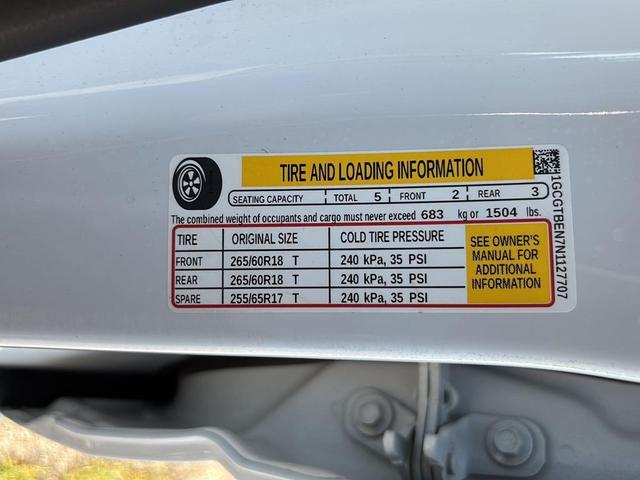 TIRE AND LOADING INFORMATION
SEATING CAPACITY TOTAL 5 FRONT 2 REAR 3
The combined weight of occupants and cargo must never exceed 683 kg or 1504 lbs.
TIRE ORIGINAL SIZE COLD TIRE PRESSURE
FRONT 265/60R18 T 240 kPa, 35 PSI
REAR 265/60R18 T 240 kPa, 35 PSI
SPARE 255/65R17 T 240 kPa, 35 PSI
SEE OWNER'S
MANUAL FOR
ADDITIONAL
INFORMATION
1GCGTBEN7N1127707